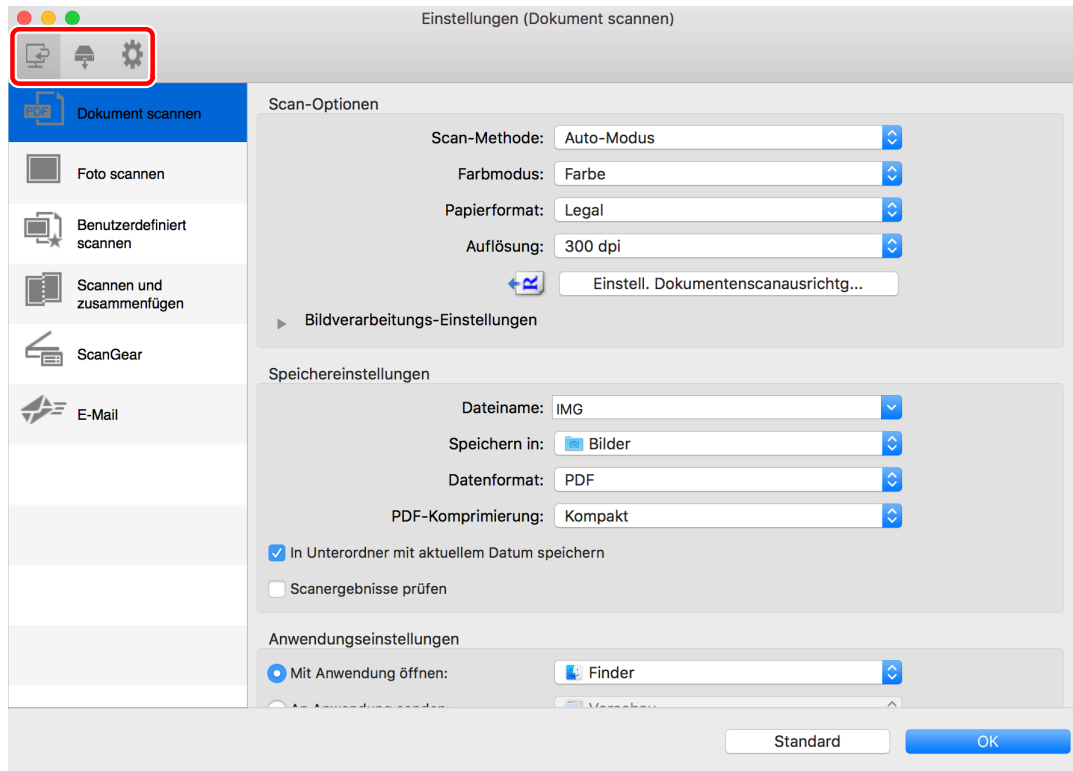 Einstellungen (Dokument scannen)
PDF
Dokument scannen
Foto scannen
Benutzerdefiniert
scannen
Scannen und
zusammenfügen
ScanGear
E-Mail
Scan-Optionen
Scan-Methode: Auto-Modus
Farbmodus: Farbe
Papierformat: Legal
Auflösung: 300 dpi
R Einstell. Dokumentenscanausrichtg...
Bildverarbeitungs-Einstellungen
Speichereinstellungen
Dateiname: IMG
Speichern in: Bilder
Datenformat: PDF
PDF-Komprimierung: Kompakt
In Unterordner mit aktuellem Datum speichern
Scanergebnisse prüfen
Anwendungseinstellungen
Mit Anwendung öffnen: Finder
Standard OK